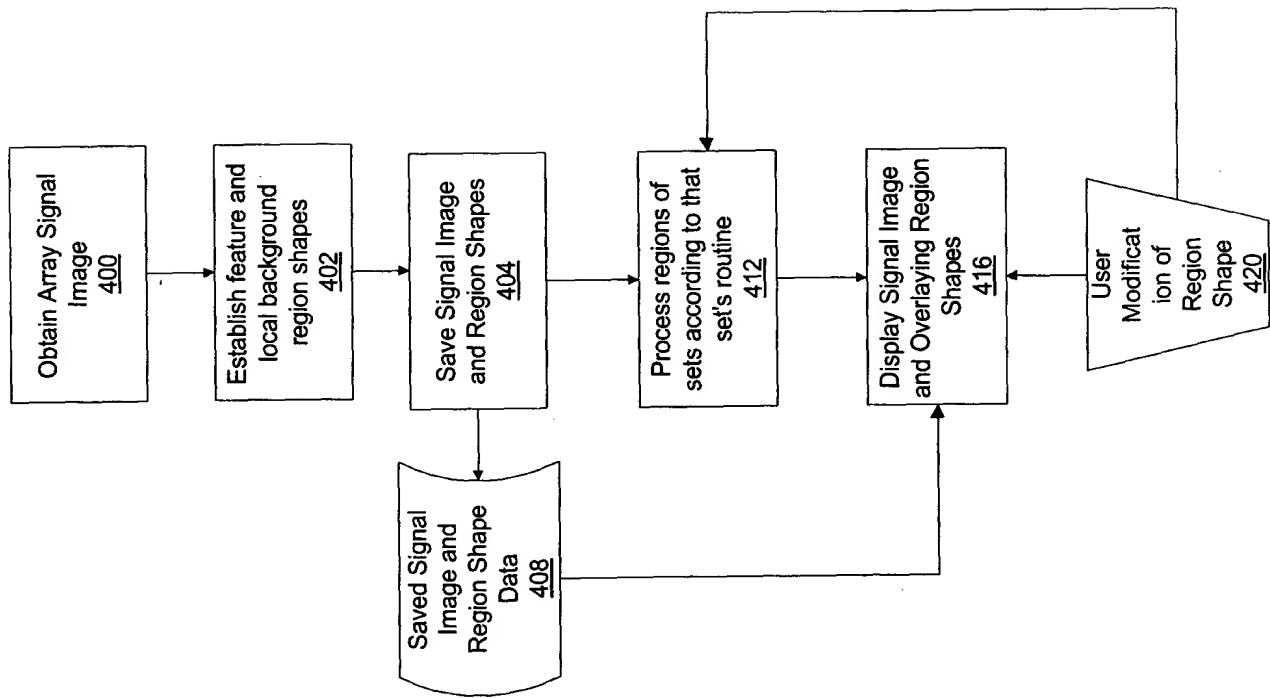 Obtain Array Signal
Image
400
Establish feature and
local background
region shapes
402
Save Signal Image
and Region Shapes
404
Saved Signal
Image and
Region Shape
Data
408
Process regions of
sets according to that
set's routine
412
Display Signal Image
and Overlaying Region
Shapes
416
User
Modificat
ion of
Region
Shape
420